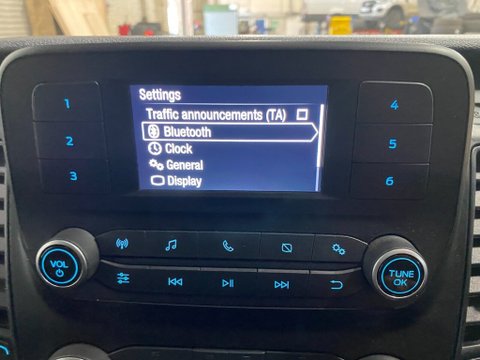 Settings
Traffic announcements (TA)
Bluetooth
Clock
General
Display
1
2
3
4
5
6
VOL
TUNE
OK